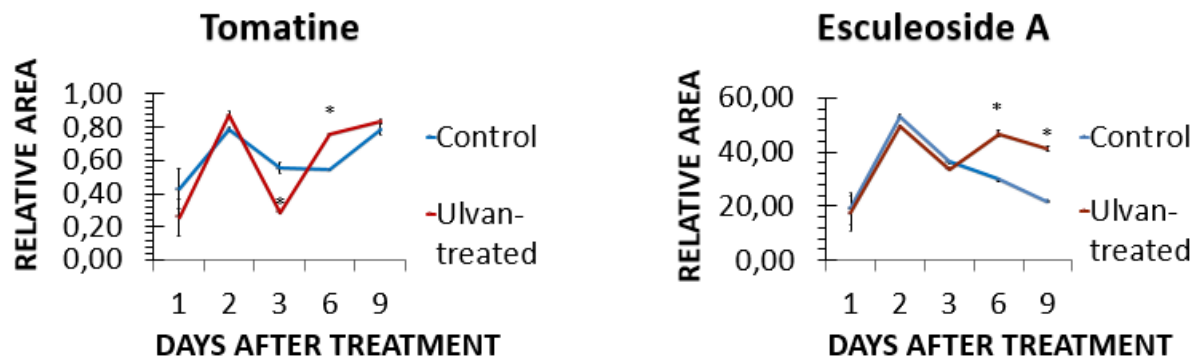 Tomatine
RELATIVE AREA
1,00
0,80
0,60
0,40
0,20
0,00
*
*
1 2 3 6 9
DAYS AFTER TREATMENT
Control
Ulvan-
treated
Esculeoside A
RELATIVE AREA
60,00
40,00
20,00
0,00
*
*
1 2 3 6 9
DAYS AFTER TREATMENT
Control
Ulvan-
treated